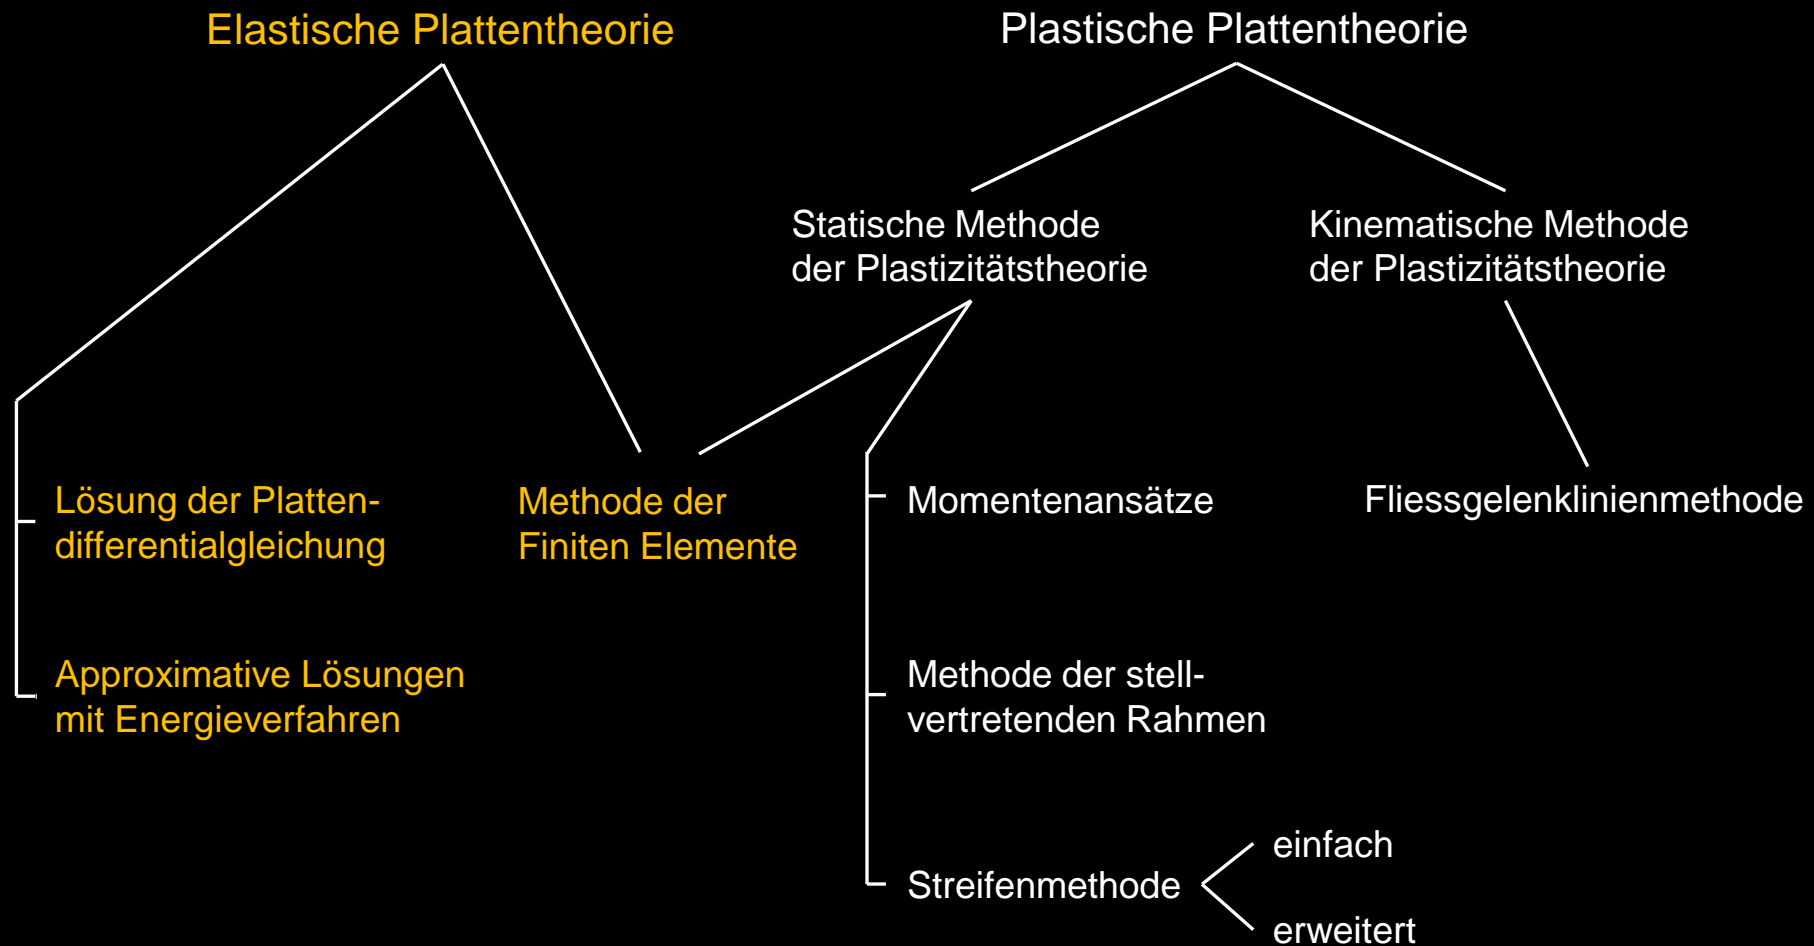 Elastische Plattentheorie
Plastische Plattentheorie
Statische Methode
der Plastizitätstheorie
Kinematische Methode
der Plastizitätstheorie
Lösung der Platten-
differentialgleichung
Methode der
Finiten Elemente
Momentenansätze
Fliessgelenklinienmethode
Approximative Lösungen
mit Energieverfahren
Methode der stell-
vertretenden Rahmen
Streifenmethode
einfach
erweitert